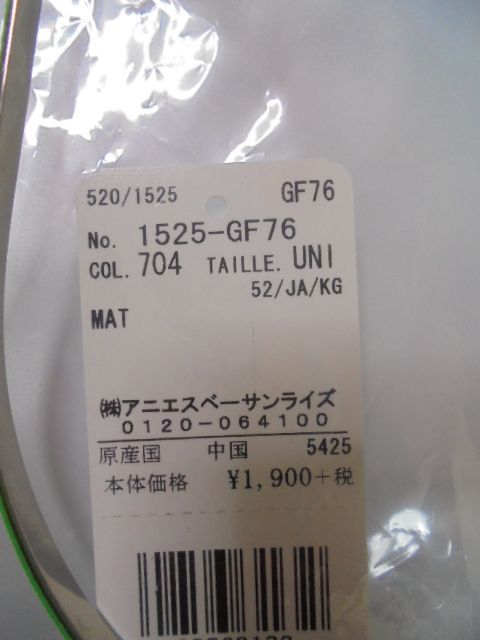 520/1525 GF76
No. 1525-GF76
COL. 704 TAILLE. UNI
52/JA/KG
MAT
㈱アニエスベーサンライズ
0120-064100
原産国 中国 5425
本体価格 ¥1,900+税